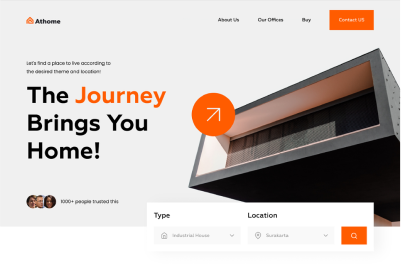 Athome
About Us
Our Offices
Buy
Contact US
Let's find a place to live according to
the desired theme and location!
The Journey
Brings You
Home!
1000+ people trusted this
Type
Location
Industrial House
Surabaria